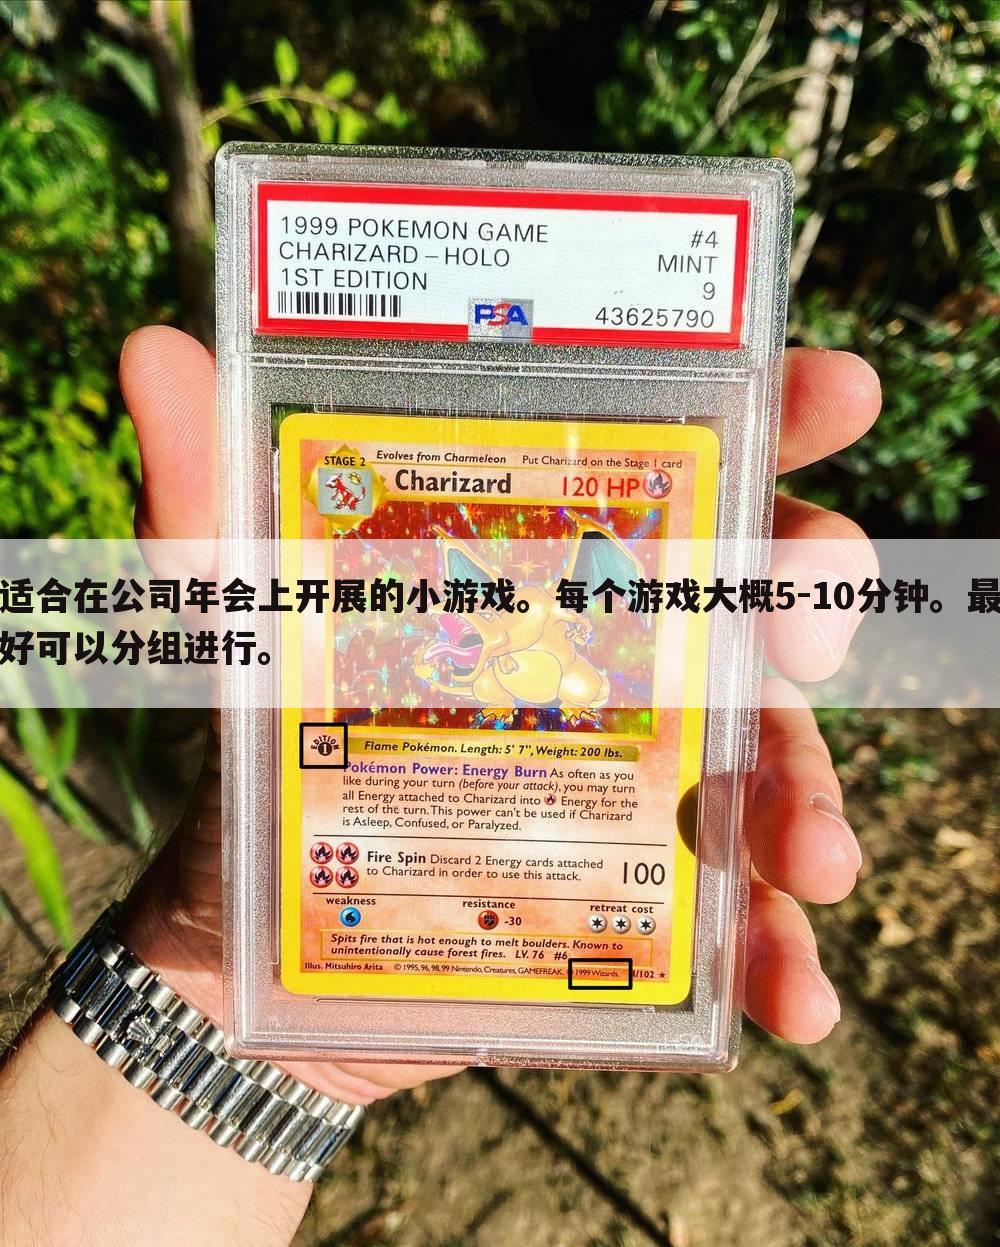 1999 POKEMON GAME #4
CHARIZARD – HOLO MINT
1ST EDITION 9
PSA 43625790
STAGE 2 Evolves from Charmeleon Put Charizard on the Stage 1 card
Charizard 120 HP
适合在公司年会上开展的小游戏。每个游戏大概5-10分钟。最
好可以分组进行。
EDITION 1
Flame Pokémon. Length: 5' 7", Weight: 200 lbs.
Pokémon Power: Energy Burn As often as you
like during your turn (before your attack), you may turn
all Energy attached to Charizard into Energy for the
rest of the turn. This power can't be used if Charizard
is Asleep, Confused, or Paralyzed.
Fire Spin Discard 2 Energy cards attached
to Charizard in order to use this attack. 100
weakness resistance retreat cost
-30
Spits fire that is hot enough to melt boulders. Known to
unintentionally cause forest fires. LV. 76 #6
Illus. Mitsuhiro Arita © 1995, 96, 98, 99 Nintendo, Creatures, GAMEFREAK. 1999 Wizards. 4/102 ★